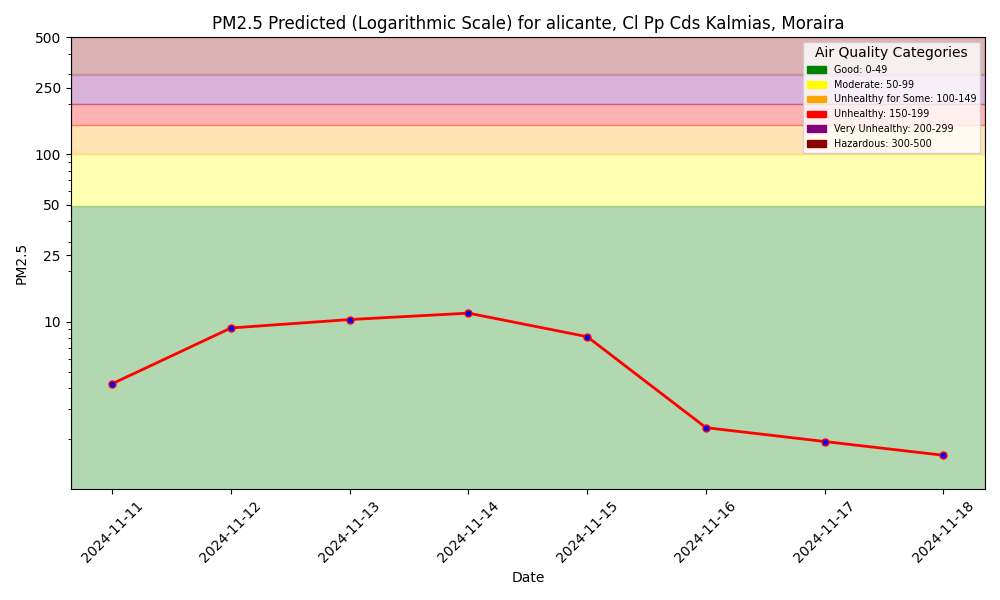 PM2.5 Predicted (Logarithmic Scale) for alicante, Cl Pp Cds Kalmias, Moraira
500
250
100
50
25
10
PM2.5
Air Quality Categories
Good: 0-49
Moderate: 50-99
Unhealthy for Some: 100-149
Unhealthy: 150-199
Very Unhealthy: 200-299
Hazardous: 300-500
2024-11-11
2024-11-12
2024-11-13
2024-11-14
2024-11-15
2024-11-16
2024-11-17
2024-11-18
Date